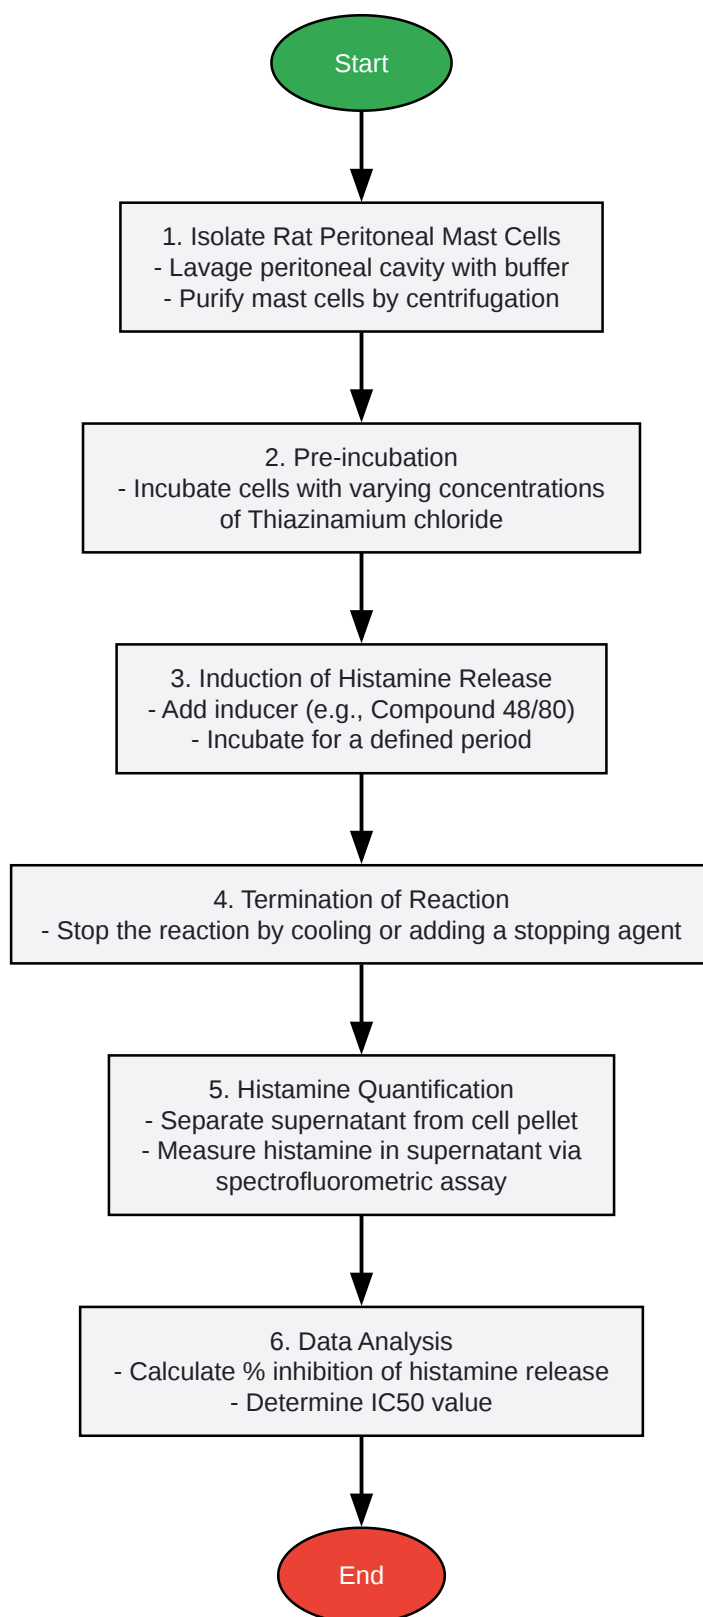 Start
1. Isolate Rat Peritoneal Mast Cells
- Lavage peritoneal cavity with buffer
- Purify mast cells by centrifugation
2. Pre-incubation
- Incubate cells with varying concentrations
of Thiazinamium chloride
3. Induction of Histamine Release
- Add inducer (e.g., Compound 48/80)
- Incubate for a defined period
4. Termination of Reaction
- Stop the reaction by cooling or adding a stopping agent
5. Histamine Quantification
- Separate supernatant from cell pellet
- Measure histamine in supernatant via
spectrofluorometric assay
6. Data Analysis
- Calculate % inhibition of histamine release
- Determine IC50 value
End